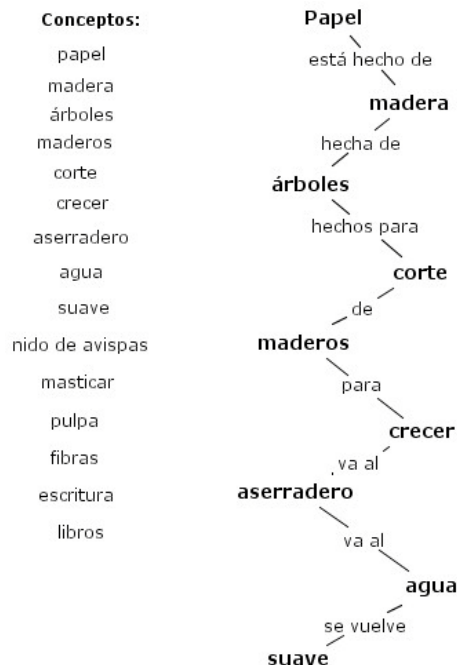 Conceptos:
papel
madera
árboles
maderos
corte
crecer
aserradero
agua
suave
nido de avispas
masticar
pulpa
fibras
escritura
libros
Papel
está hecho de
madera
hecha de
árboles
hechos para
corte
de
maderos
para
crecer
va al
aserradero
va al
agua
se vuelve
suave